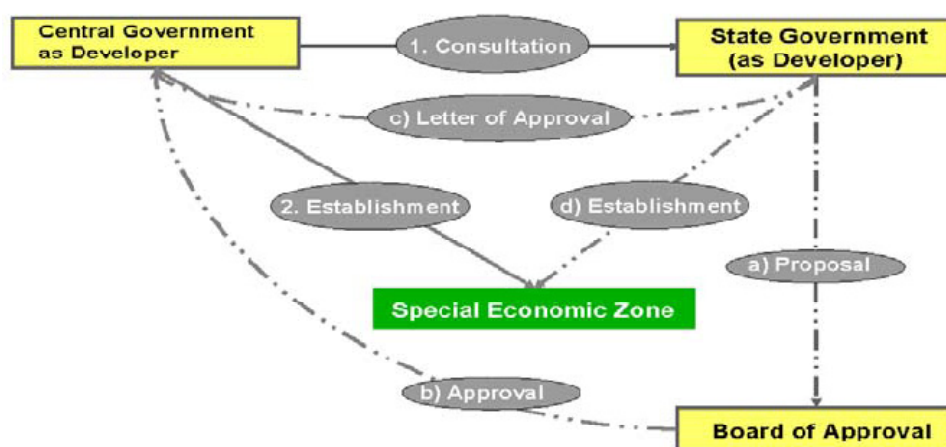 Central Government
as Developer
1. Consultation
State Government
(as Developer)
c) Letter of Approval
2. Establishment
d) Establishment
a) Proposal
Special Economic Zone
b) Approval
Board of Approval